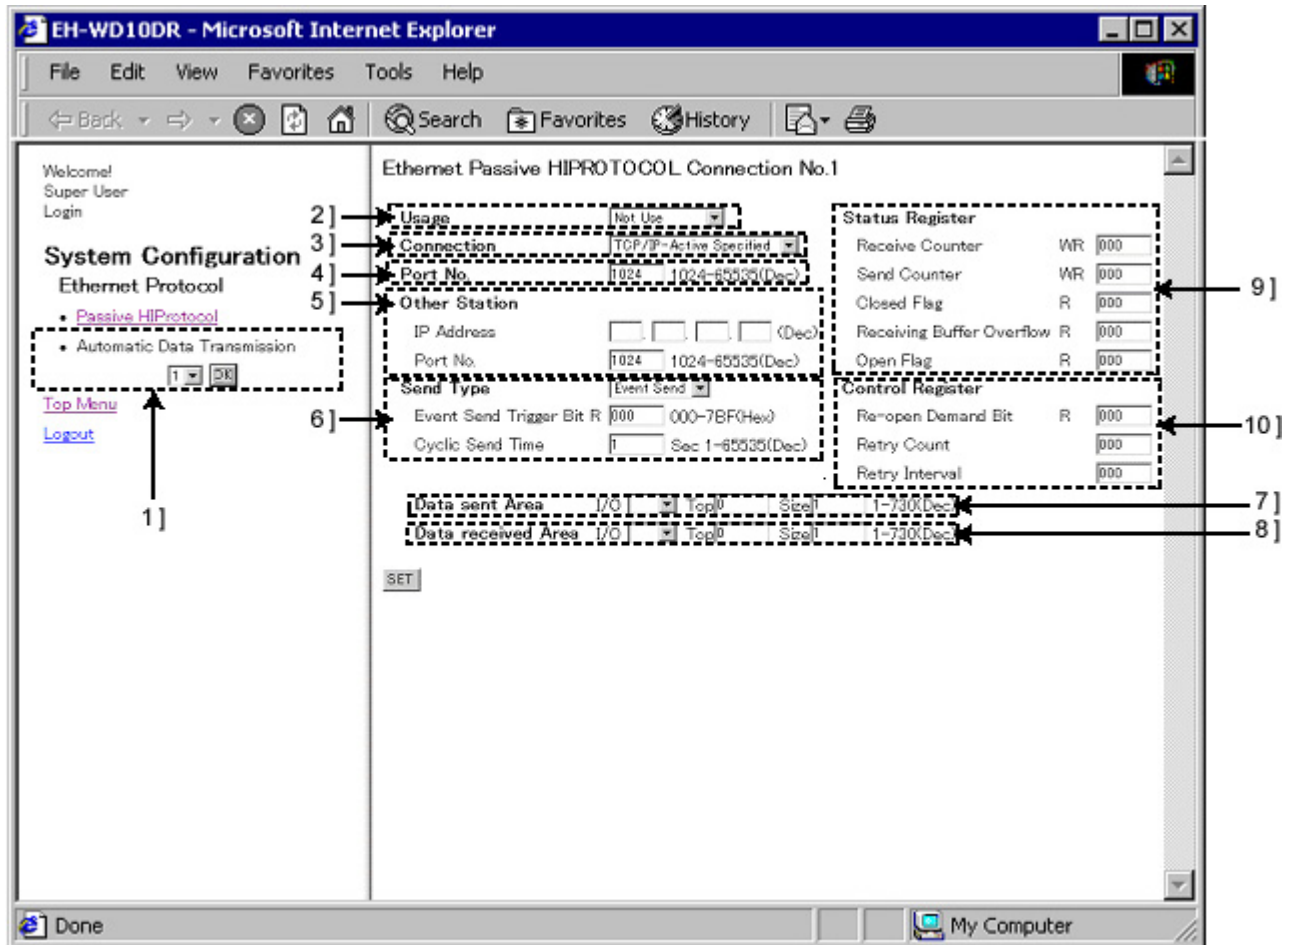 EH-WD10DR - Microsoft Internet Explorer
File Edit View Favorites Tools Help
Back Search Favorites History
Welcome!
Super User
Login
System Configuration
Ethernet Protocol
• Passive HIProtocol
• Automatic Data Transmission
1 OK
Top Menu
Logout
1]
Ethernet Passive HIPROTOCOL Connection No.1
2] Usage Not Use
3] Connection TCP/IP-Active Specified
4] Port No. 1024 1024-65535(Dec)
5] Other Station
IP Address . . . (Dec)
Port No. 1024 1024-65535(Dec)
Send Type Event Send
6] Event Send Trigger Bit R 000 000-7BF(Hex)
Cyclic Send Time 1 Sec 1-65535(Dec)
Status Register
Receive Counter WR 000
Send Counter WR 000
9]
Closed Flag R 000
Receiving Buffer Overflow R 000
Open Flag R 000
Control Register
Re-open Demand Bit R 000
10]
Retry Count 000
Retry Interval 000
Data sent Area I/O Top 0 Size 1 1-730(Dec) 7]
Data received Area I/O Top 0 Size 1 1-730(Dec) 8]
SET
Done My Computer